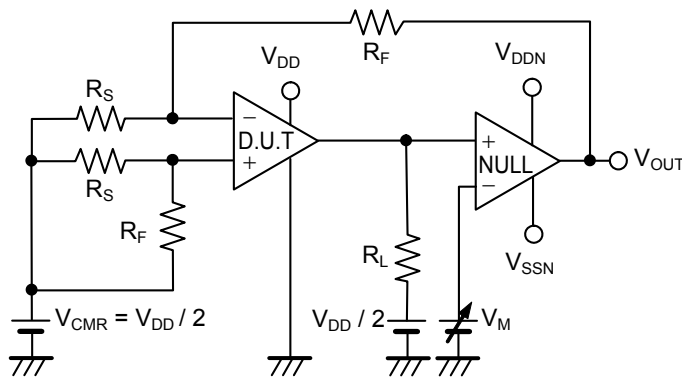 R_F
V_DD
V_DDN
R_S
−
D.U.T
+
+
NULL
−
V_OUT
R_S
R_F
R_L
V_SSN
V_CMR = V_DD / 2
V_DD / 2
V_M